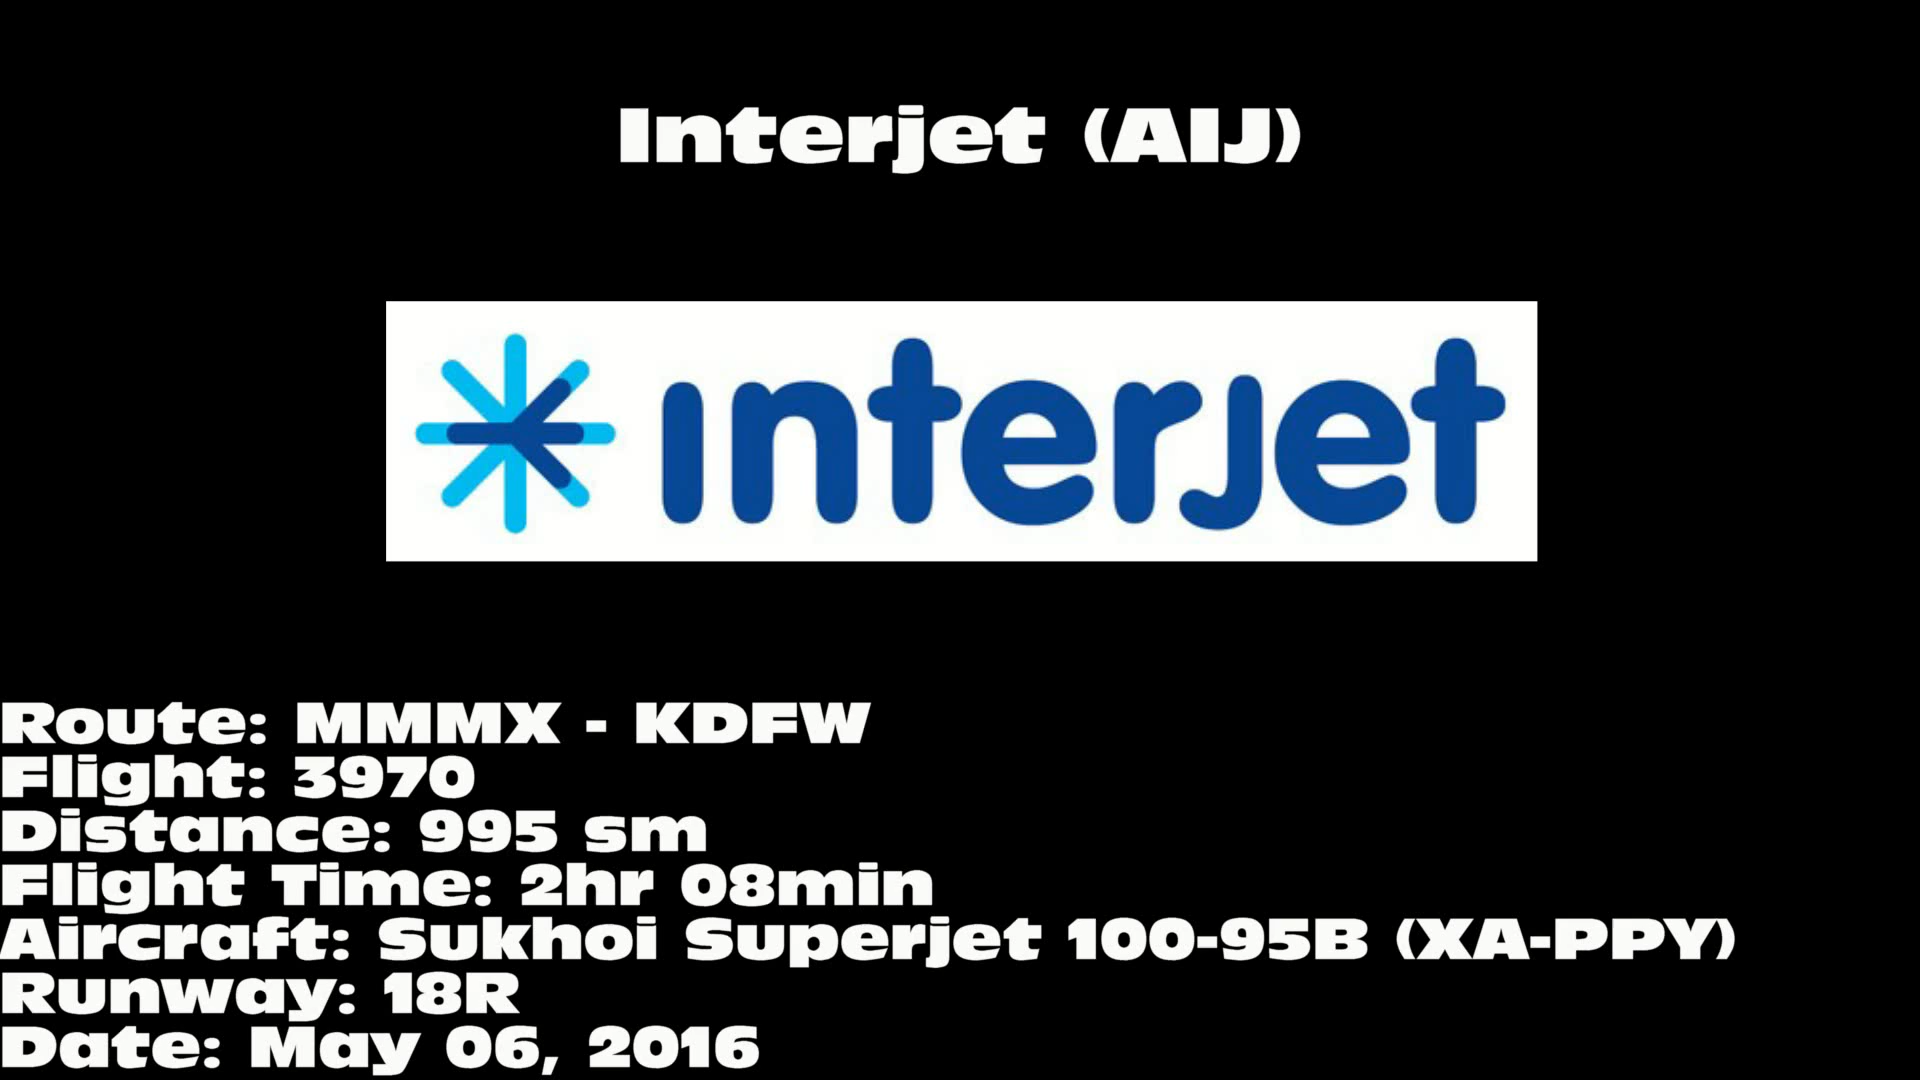 Interjet (AIJ)
interjet
Route: MMMX - KDFW
Flight: 3970
Distance: 995 sm
Flight Time: 2hr 08min
Aircraft: Sukhoi Superjet 100-95B (XA-PPY)
Runway: 18R
Date: May 06, 2016